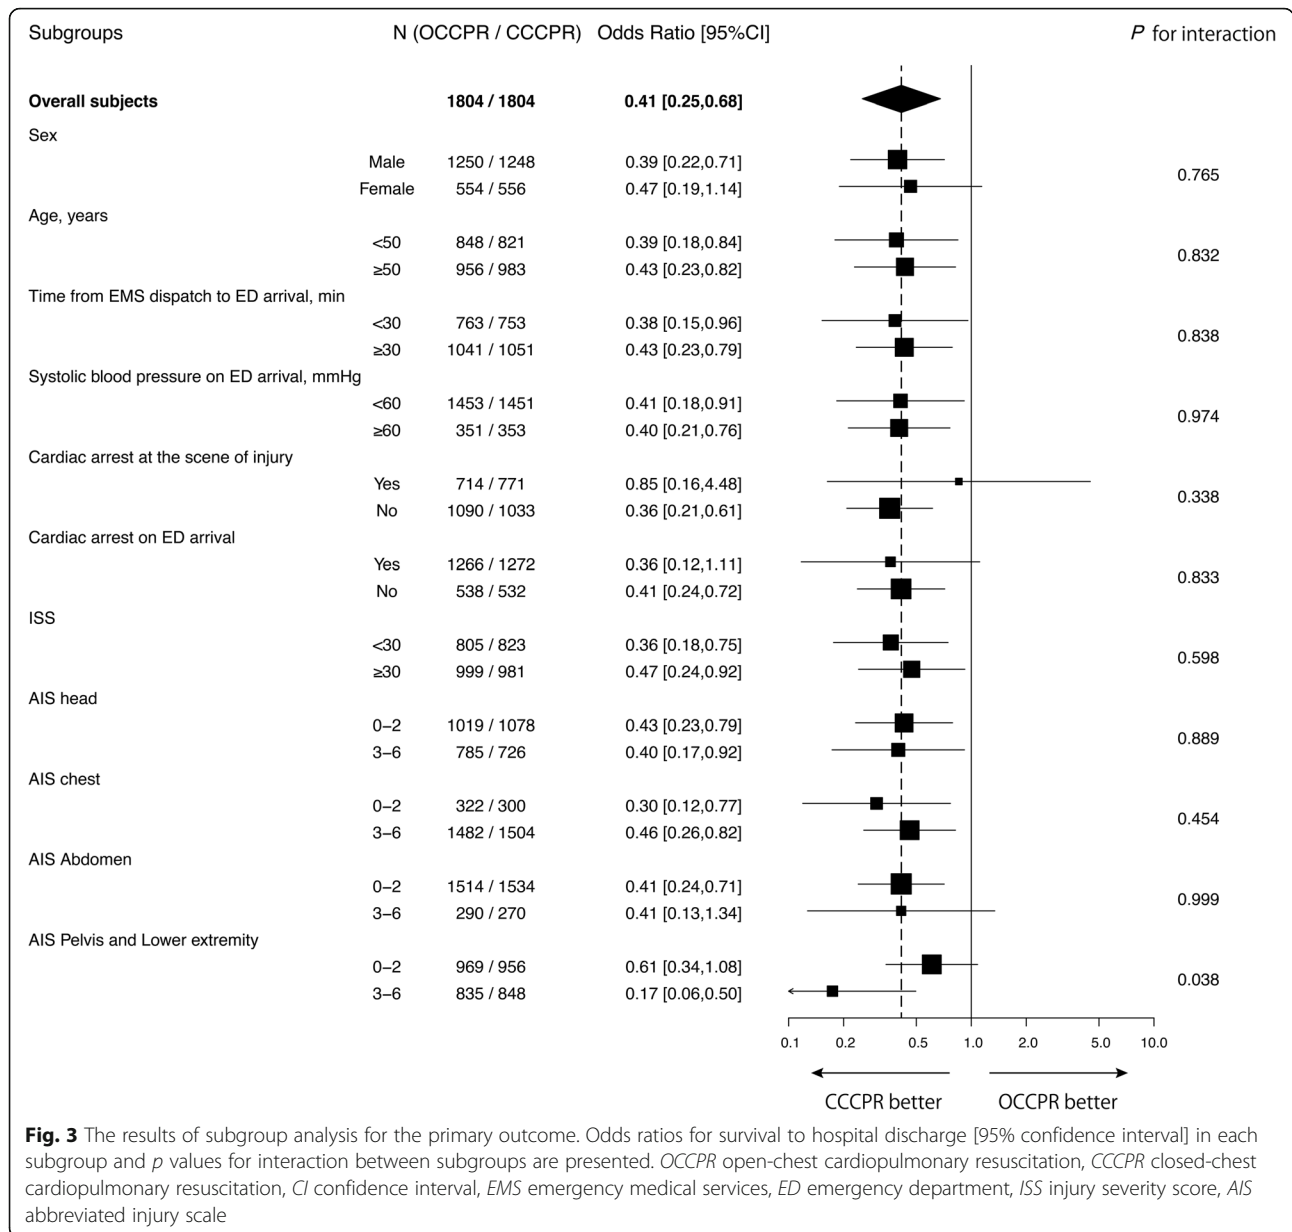 Subgroups N (OCCPR / CCCPR) Odds Ratio [95%CI] P for interaction
Overall subjects 1804 / 1804 0.41 [0.25,0.68]
Sex
Male 1250 / 1248 0.39 [0.22,0.71]
0.765
Female 554 / 556 0.47 [0.19,1.14]
Age, years
<50 848 / 821 0.39 [0.18,0.84]
0.832
≥50 956 / 983 0.43 [0.23,0.82]
Time from EMS dispatch to ED arrival, min
<30 763 / 753 0.38 [0.15,0.96]
0.838
≥30 1041 / 1051 0.43 [0.23,0.79]
Systolic blood pressure on ED arrival, mmHg
<60 1453 / 1451 0.41 [0.18,0.91]
0.974
≥60 351 / 353 0.40 [0.21,0.76]
Cardiac arrest at the scene of injury
Yes 714 / 771 0.85 [0.16,4.48]
0.338
No 1090 / 1033 0.36 [0.21,0.61]
Cardiac arrest on ED arrival
Yes 1266 / 1272 0.36 [0.12,1.11]
0.833
No 538 / 532 0.41 [0.24,0.72]
ISS
<30 805 / 823 0.36 [0.18,0.75]
0.598
≥30 999 / 981 0.47 [0.24,0.92]
AIS head
0–2 1019 / 1078 0.43 [0.23,0.79]
0.889
3–6 785 / 726 0.40 [0.17,0.92]
AIS chest
0–2 322 / 300 0.30 [0.12,0.77]
0.454
3–6 1482 / 1504 0.46 [0.26,0.82]
AIS Abdomen
0–2 1514 / 1534 0.41 [0.24,0.71]
0.999
3–6 290 / 270 0.41 [0.13,1.34]
AIS Pelvis and Lower extremity
0–2 969 / 956 0.61 [0.34,1.08]
0.038
3–6 835 / 848 0.17 [0.06,0.50]
0.1 0.2 0.5 1.0 2.0 5.0 10.0
CCCPR better OCCPR better
Fig. 3 The results of subgroup analysis for the primary outcome. Odds ratios for survival to hospital discharge [95% confidence interval] in each
subgroup and p values for interaction between subgroups are presented. OCCPR open-chest cardiopulmonary resuscitation, CCCPR closed-chest
cardiopulmonary resuscitation, CI confidence interval, EMS emergency medical services, ED emergency department, ISS injury severity score, AIS
abbreviated injury scale